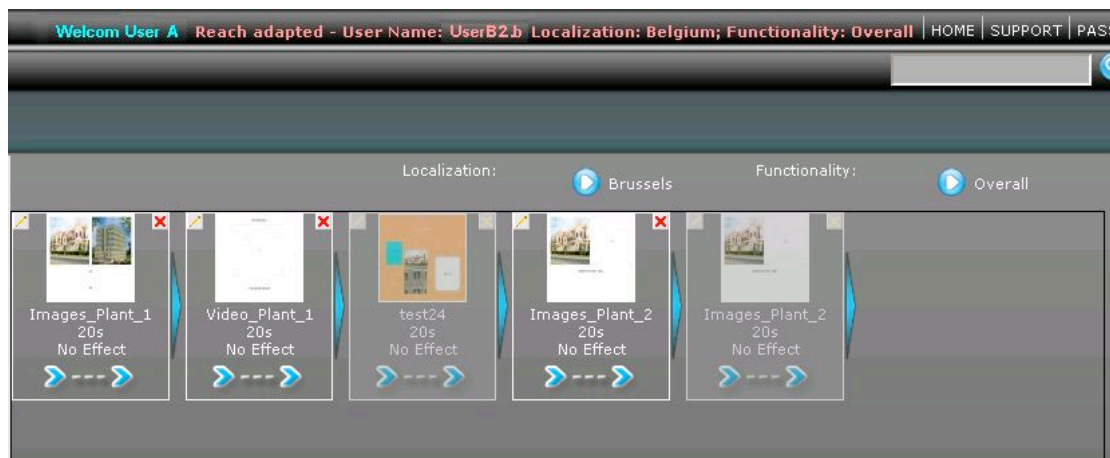 Welcom User A Reach adapted - User Name: UserB2.b Localization: Belgium; Functionality: Overall HOME SUPPORT PASS
Localization: Brussels Functionality: Overall
Images_Plant_1 Video_Plant_1 test24 Images_Plant_2 Images_Plant_2
20s 20s 20s 20s 20s
No Effect No Effect No Effect No Effect No Effect